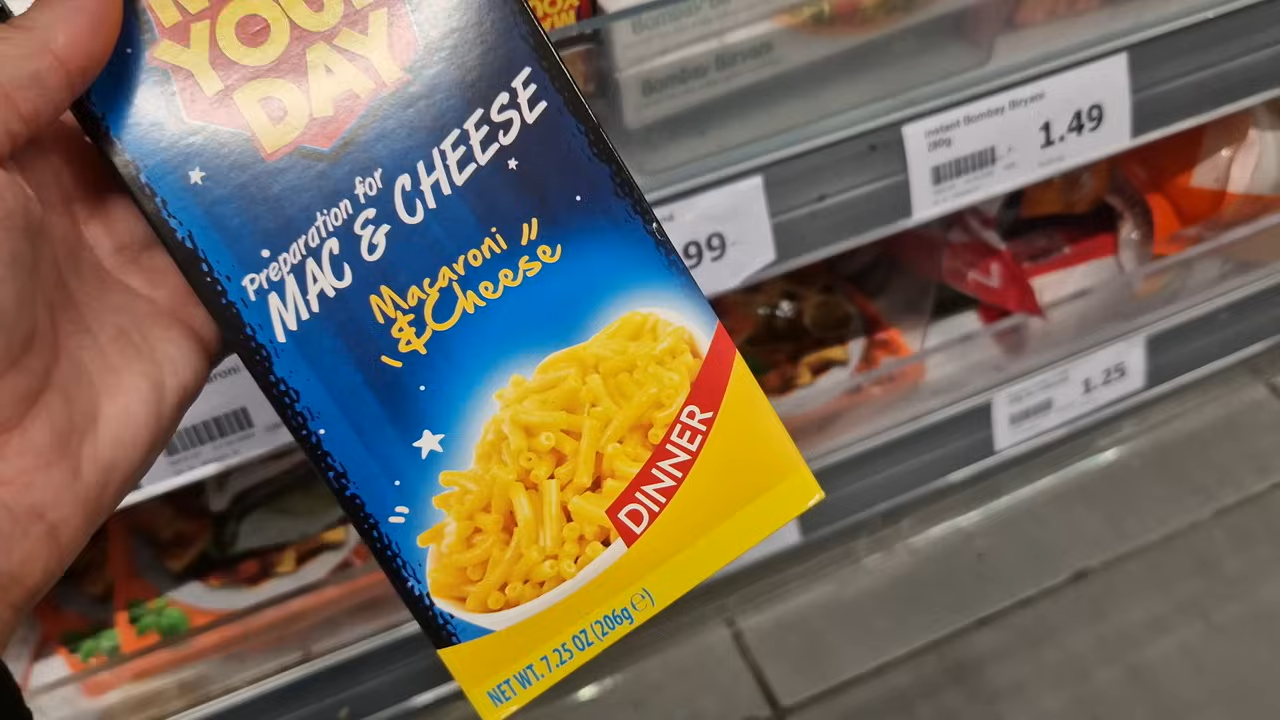 YOUR
DAY
Preparation for
MAC & CHEESE
Macaroni
& Cheese
DINNER
NET WT. 7.25 OZ (206g ℮)
Bombay Biryani
Instant Bombay Biryani
1.49
99
1.25